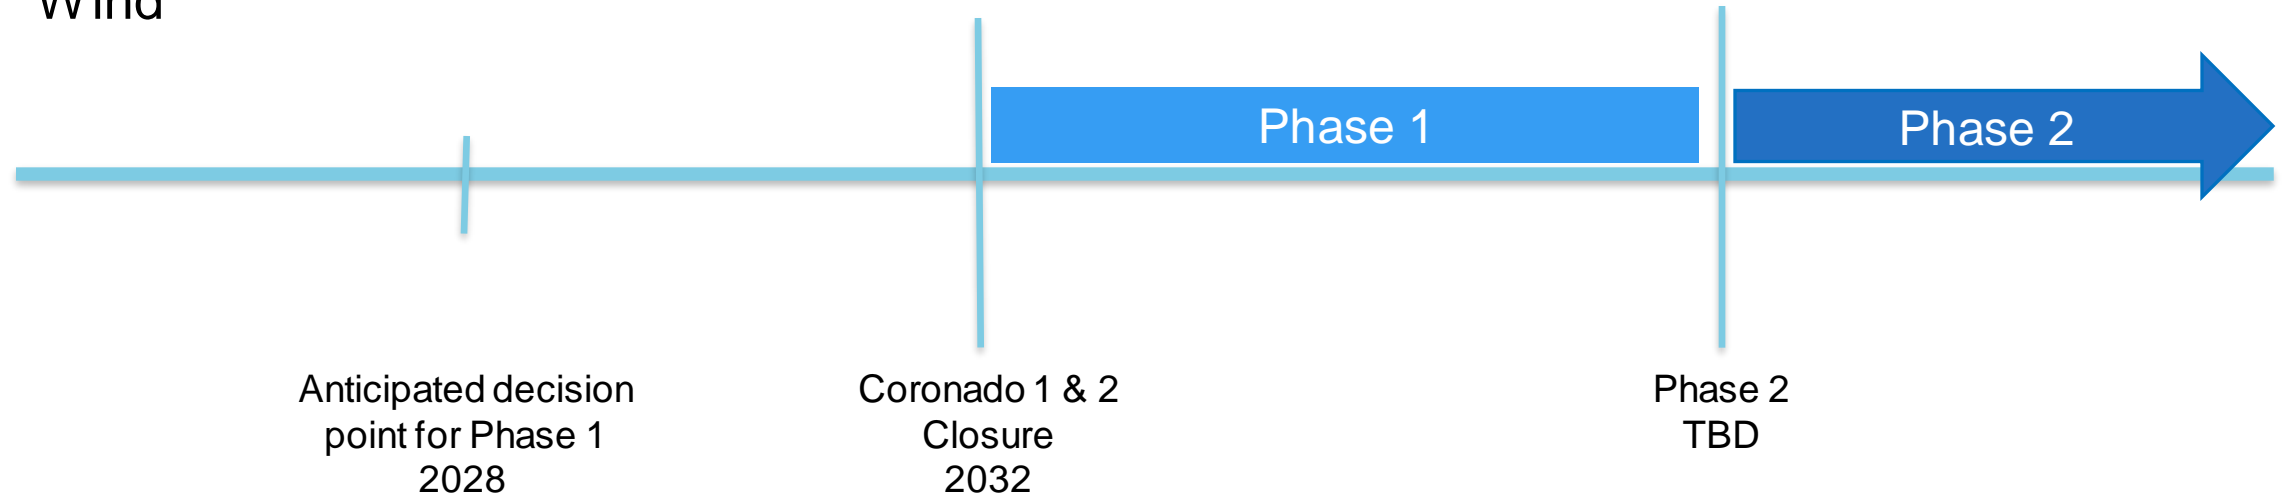 Wind
Phase 1
Phase 2
Anticipated decision
point for Phase 1
2028
Coronado 1 & 2
Closure
2032
Phase 2
TBD